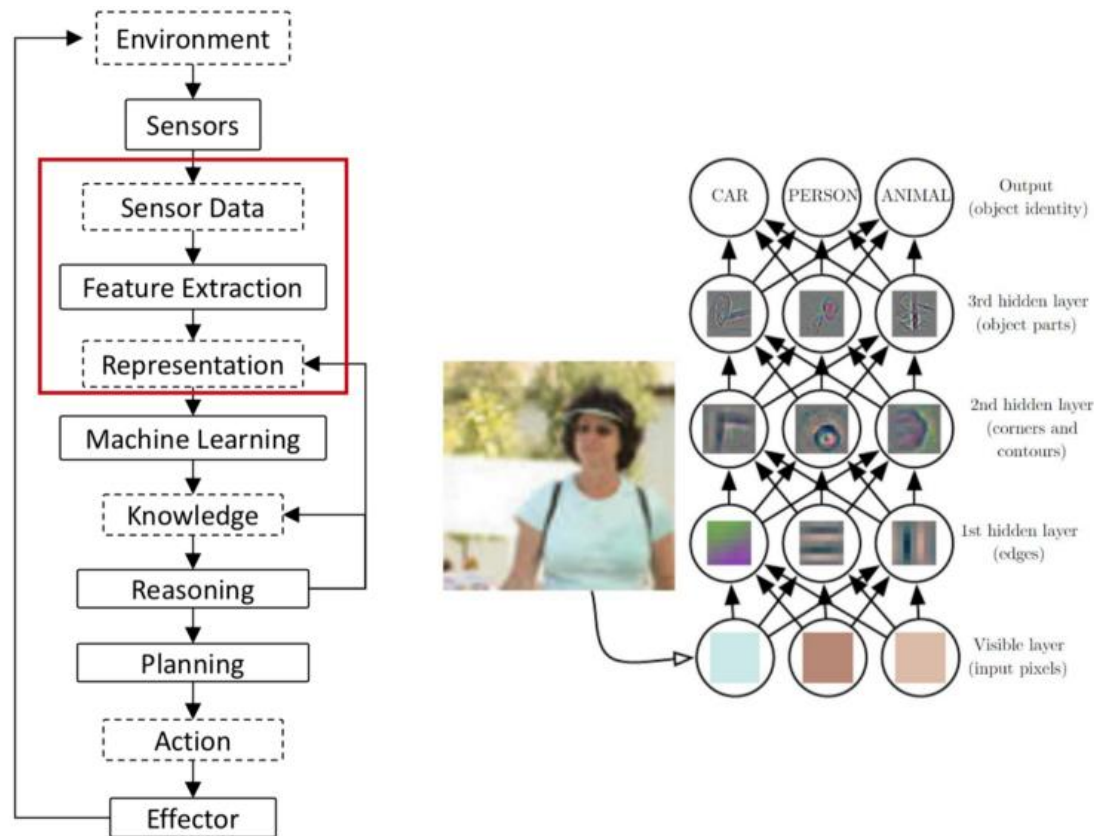 Environment
Sensors
Sensor Data
Feature Extraction
Representation
Machine Learning
Knowledge
Reasoning
Planning
Action
Effector
CAR
PERSON
ANIMAL
Output
(object identity)
3rd hidden layer
(object parts)
2nd hidden layer
(corners and
contours)
1st hidden layer
(edges)
Visible layer
(input pixels)